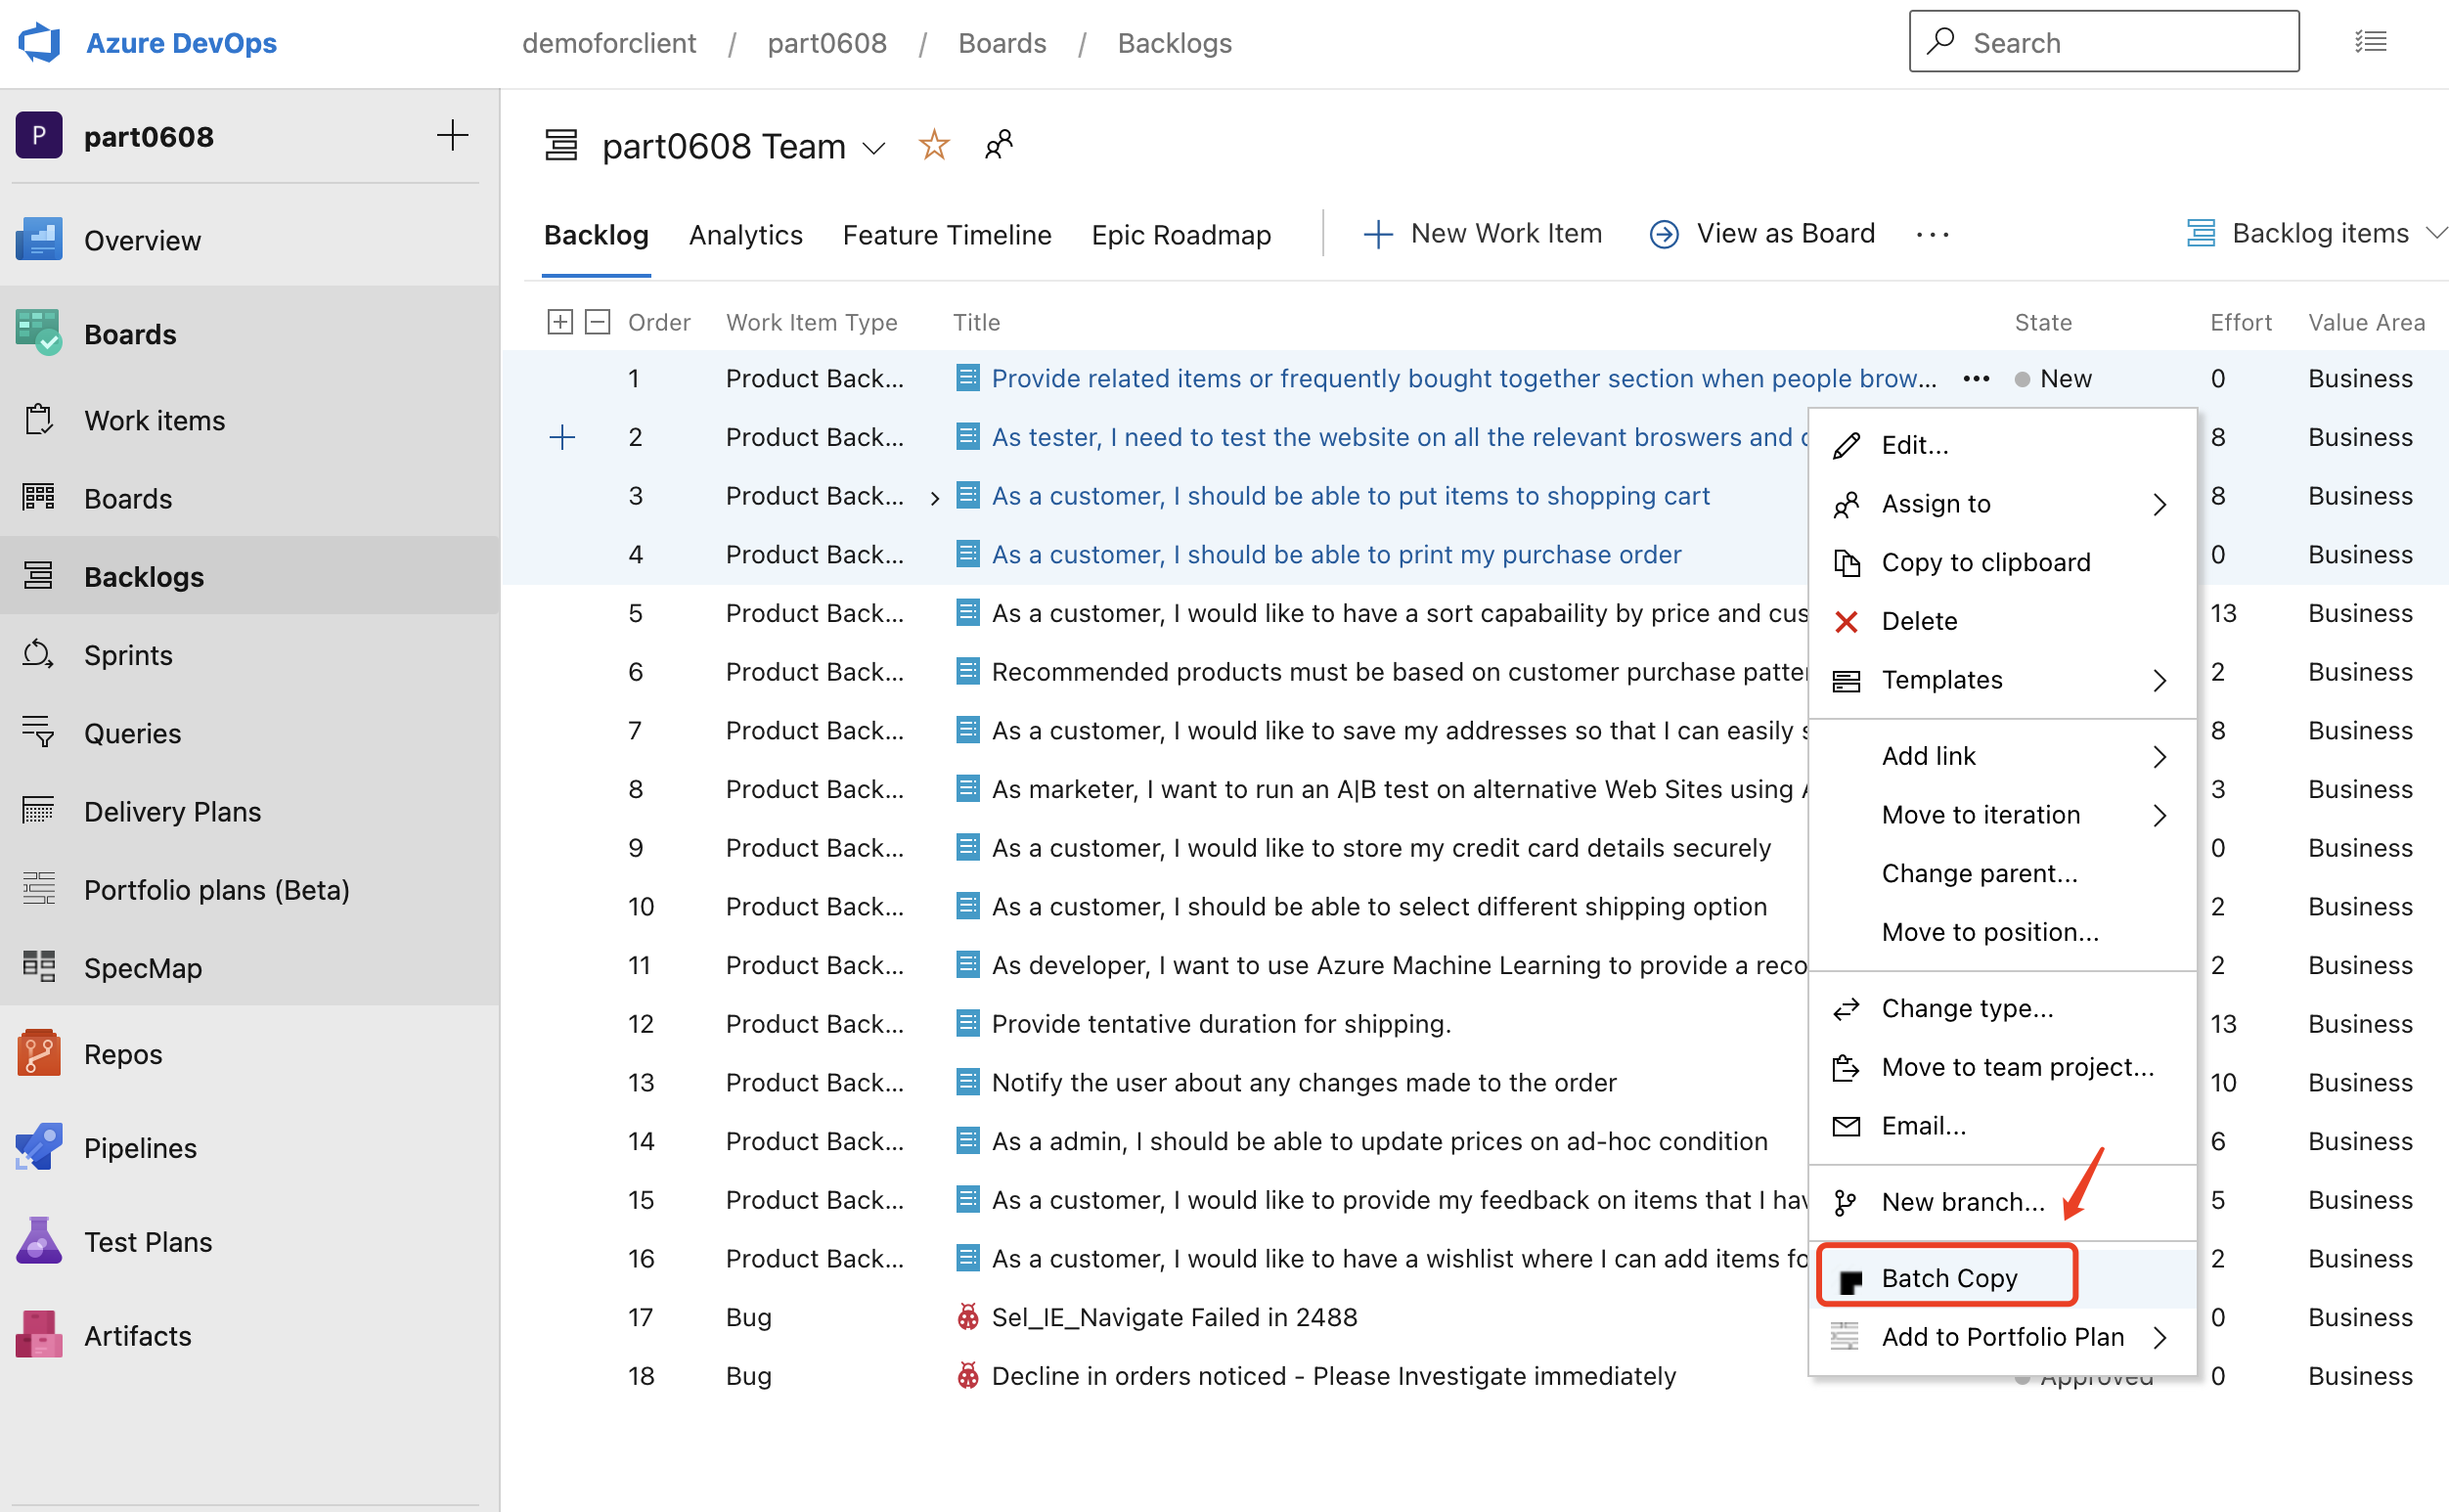 Azure DevOps
demoforclient / part0608 / Boards / Backlogs
Search
P part0608
Overview
Boards
Work items
Boards
Backlogs
Sprints
Queries
Delivery Plans
Portfolio plans (Beta)
SpecMap
Repos
Pipelines
Test Plans
Artifacts
part0608 Team
Backlog Analytics Feature Timeline Epic Roadmap New Work Item View as Board ... Backlog items
Order Work Item Type Title State Effort Value Area
1 Product Back... Provide related items or frequently bought together section when people brow... New 0 Business
2 Product Back... As tester, I need to test the website on all the relevant broswers and 8 Business
3 Product Back... As a customer, I should be able to put items to shopping cart 8 Business
4 Product Back... As a customer, I should be able to print my purchase order 0 Business
5 Product Back... As a customer, I would like to have a sort capabaility by price and cus 13 Business
6 Product Back... Recommended products must be based on customer purchase patter 2 Business
7 Product Back... As a customer, I would like to save my addresses so that I can easily s 8 Business
8 Product Back... As marketer, I want to run an A|B test on alternative Web Sites using A 3 Business
9 Product Back... As a customer, I would like to store my credit card details securely 0 Business
10 Product Back... As a customer, I should be able to select different shipping option 2 Business
11 Product Back... As developer, I want to use Azure Machine Learning to provide a reco 2 Business
12 Product Back... Provide tentative duration for shipping. 13 Business
13 Product Back... Notify the user about any changes made to the order 10 Business
14 Product Back... As a admin, I should be able to update prices on ad-hoc condition 6 Business
15 Product Back... As a customer, I would like to provide my feedback on items that I hav 5 Business
16 Product Back... As a customer, I would like to have a wishlist where I can add items fo 2 Business
17 Bug Sel_IE_Navigate Failed in 2488 0 Business
18 Bug Decline in orders noticed - Please Investigate immediately Approved 0 Business
Edit...
Assign to
Copy to clipboard
Delete
Templates
Add link
Move to iteration
Change parent...
Move to position...
Change type...
Move to team project...
Email...
New branch...
Batch Copy
Add to Portfolio Plan